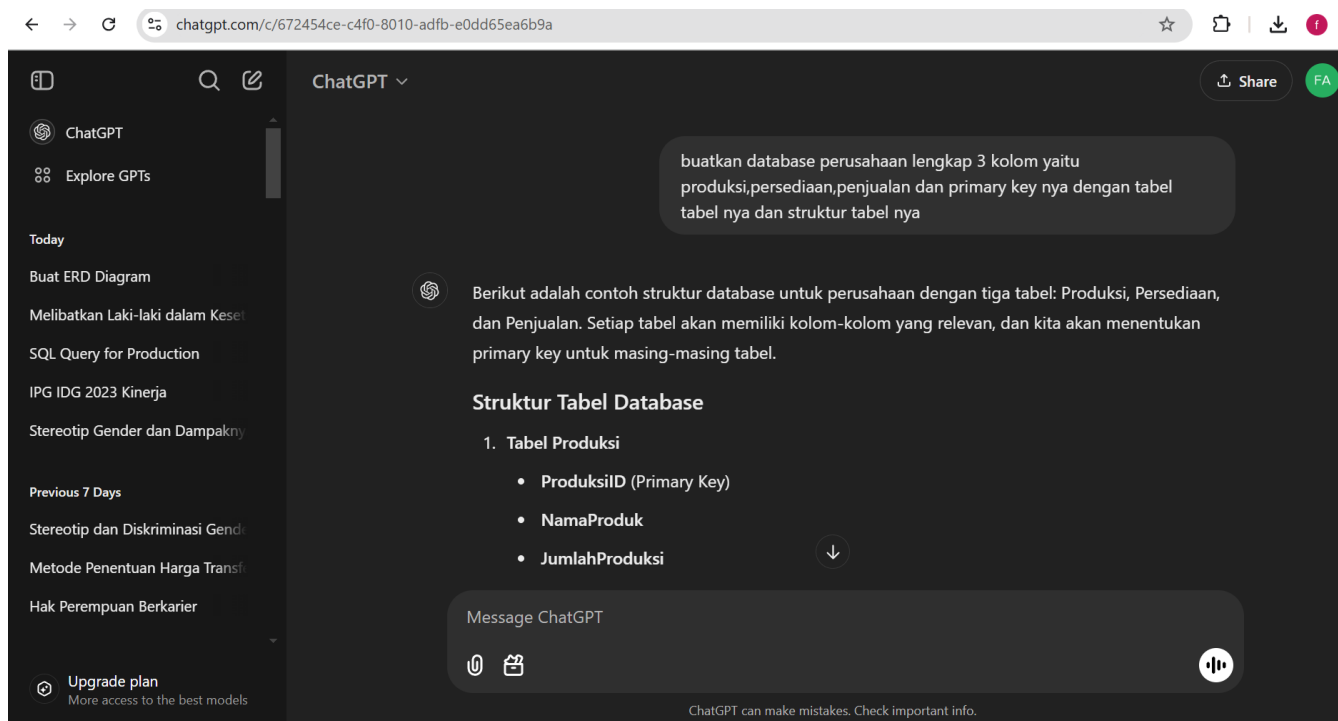 chatgpt.com/c/672454ce-c4f0-8010-adfb-e0dd65ea6b9a
f
ChatGPT
Share
FA
ChatGPT
Explore GPTs
Today
Buat ERD Diagram
Melibatkan Laki-laki dalam Keset
SQL Query for Production
IPG IDG 2023 Kinerja
Stereotip Gender dan Dampakny
Previous 7 Days
Stereotip dan Diskriminasi Gende
Metode Penentuan Harga Transfe
Hak Perempuan Berkarier
Upgrade plan
More access to the best models
buatkan database perusahaan lengkap 3 kolom yaitu
produksi,persediaan,penjualan dan primary key nya dengan tabel
tabel nya dan struktur tabel nya
Berikut adalah contoh struktur database untuk perusahaan dengan tiga tabel: Produksi, Persediaan,
dan Penjualan. Setiap tabel akan memiliki kolom-kolom yang relevan, dan kita akan menentukan
primary key untuk masing-masing tabel.
Struktur Tabel Database
1. Tabel Produksi
• ProduksiID (Primary Key)
• NamaProduk
• JumlahProduksi
Message ChatGPT
ChatGPT can make mistakes. Check important info.